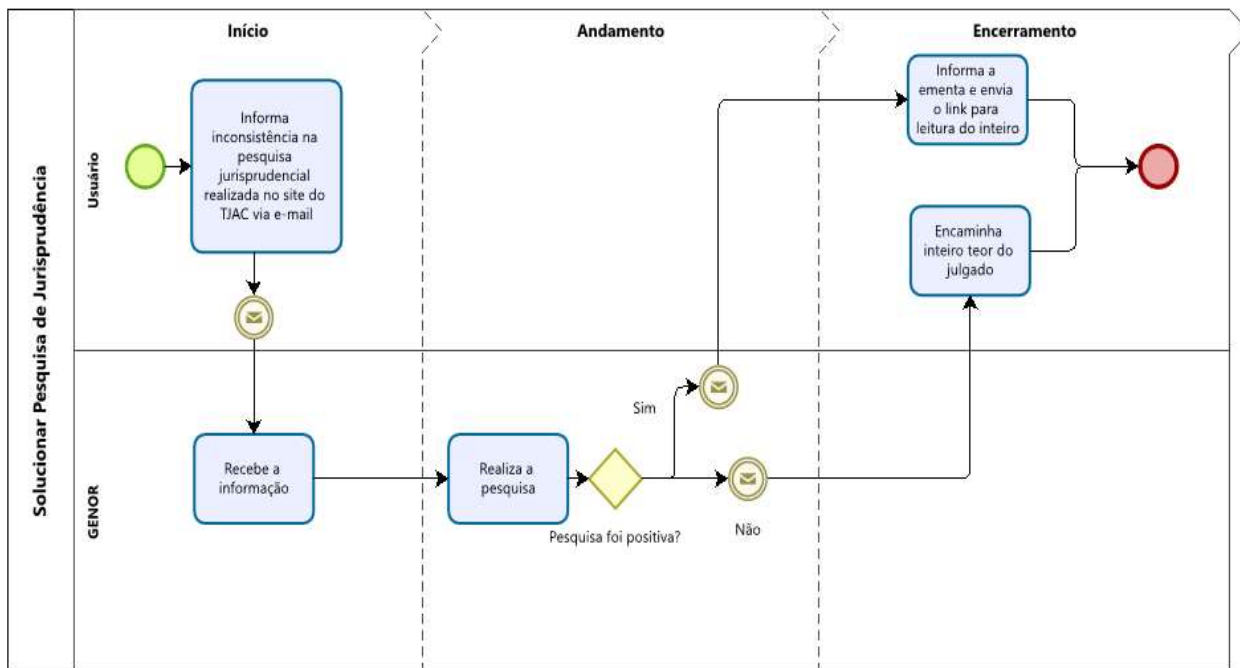 Solucionar Pesquisa de Jurisprudência
Início
Andamento
Encerramento
Usuário
Informa
inconsistência na
pesquisa
jurisprudencial
realizada no site do
TJAC via e-mail
Informa a
ementa e envia
o link para
leitura do inteiro
Encaminha
inteiro teor do
julgado
GENOR
Recebe a
informação
Realiza a
pesquisa
Pesquisa foi positiva?
Sim
Não